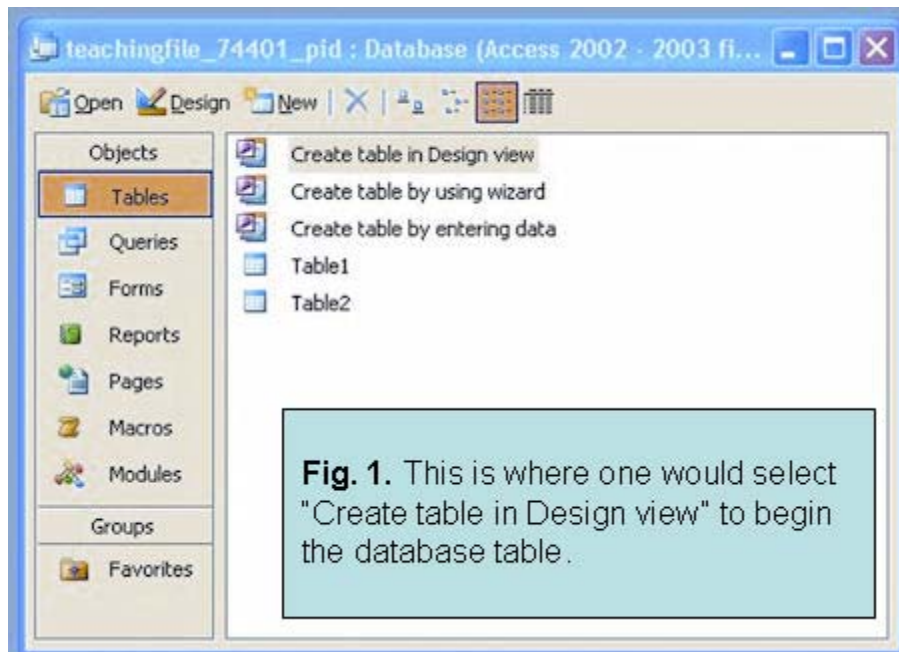 teachingfile_74401_pid : Database (Access 2002 - 2003 fi...
Open Design New
Objects
Tables
Queries
Forms
Reports
Pages
Macros
Modules
Groups
Favorites
Create table in Design view
Create table by using wizard
Create table by entering data
Table1
Table2
Fig. 1. This is where one would select
"Create table in Design view" to begin
the database table.